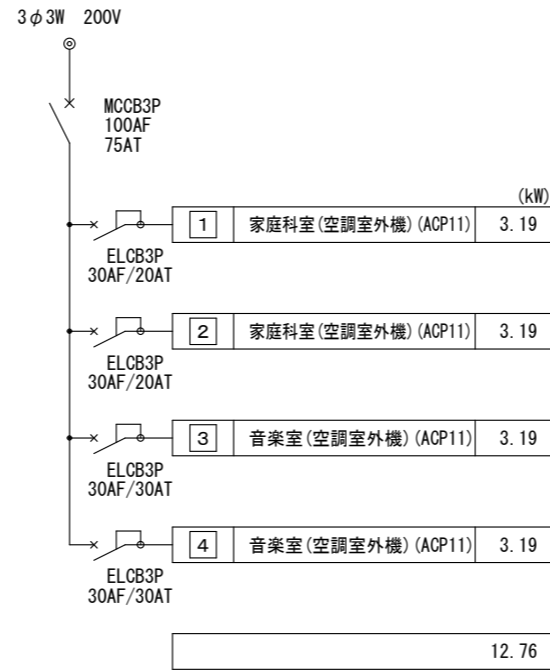 3φ3W 200V
MCCB3P
100AF
75AT
(kW)
1 家庭科室(空調室外機)(ACP11) 3.19
ELCB3P
30AF/20AT
2 家庭科室(空調室外機)(ACP11) 3.19
ELCB3P
30AF/20AT
3 音楽室(空調室外機)(ACP11) 3.19
ELCB3P
30AF/30AT
4 音楽室(空調室外機)(ACP11) 3.19
ELCB3P
30AF/30AT
12.76